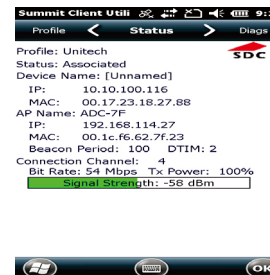 Summit Client Utili 9:
Profile < Status > Diags
Profile: Unitech
SDC
Status: Associated
Device Name: [Unnamed]
IP: 10.10.100.116
MAC: 00.17.23.18.27.88
AP Name: ADC-7F
IP: 192.168.114.27
MAC: 00.1c.f6.62.7f.23
Beacon Period: 100 DTIM: 2
Connection Channel: 4
Bit Rate: 54 Mbps Tx Power: 100%
Signal Strength: -58 dBm
OK